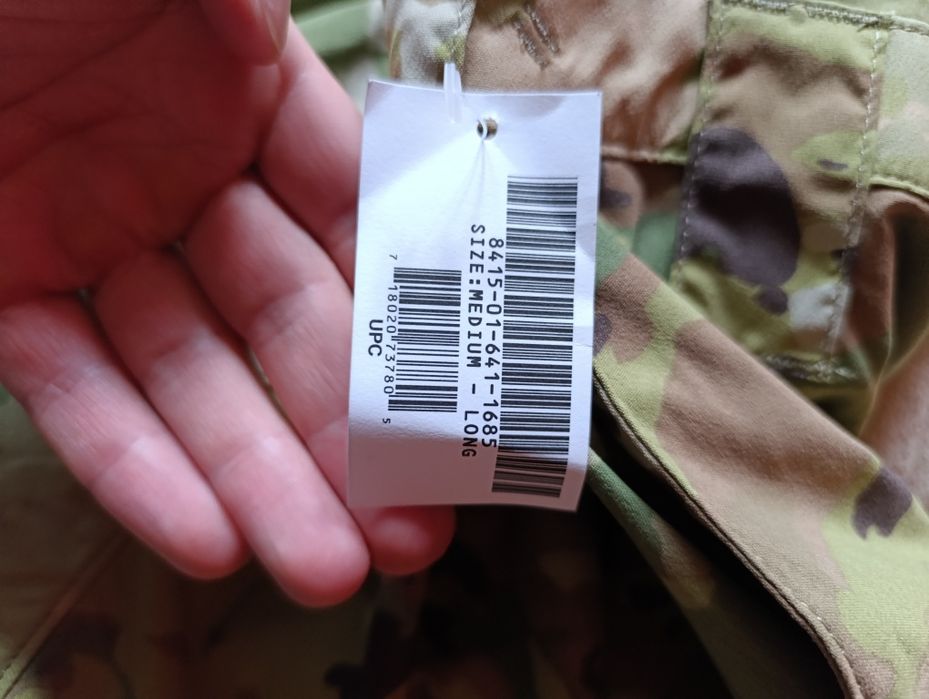 8415-01-641-1685
SIZE:MEDIUM - LONG
7 18020 73780 5
UPC